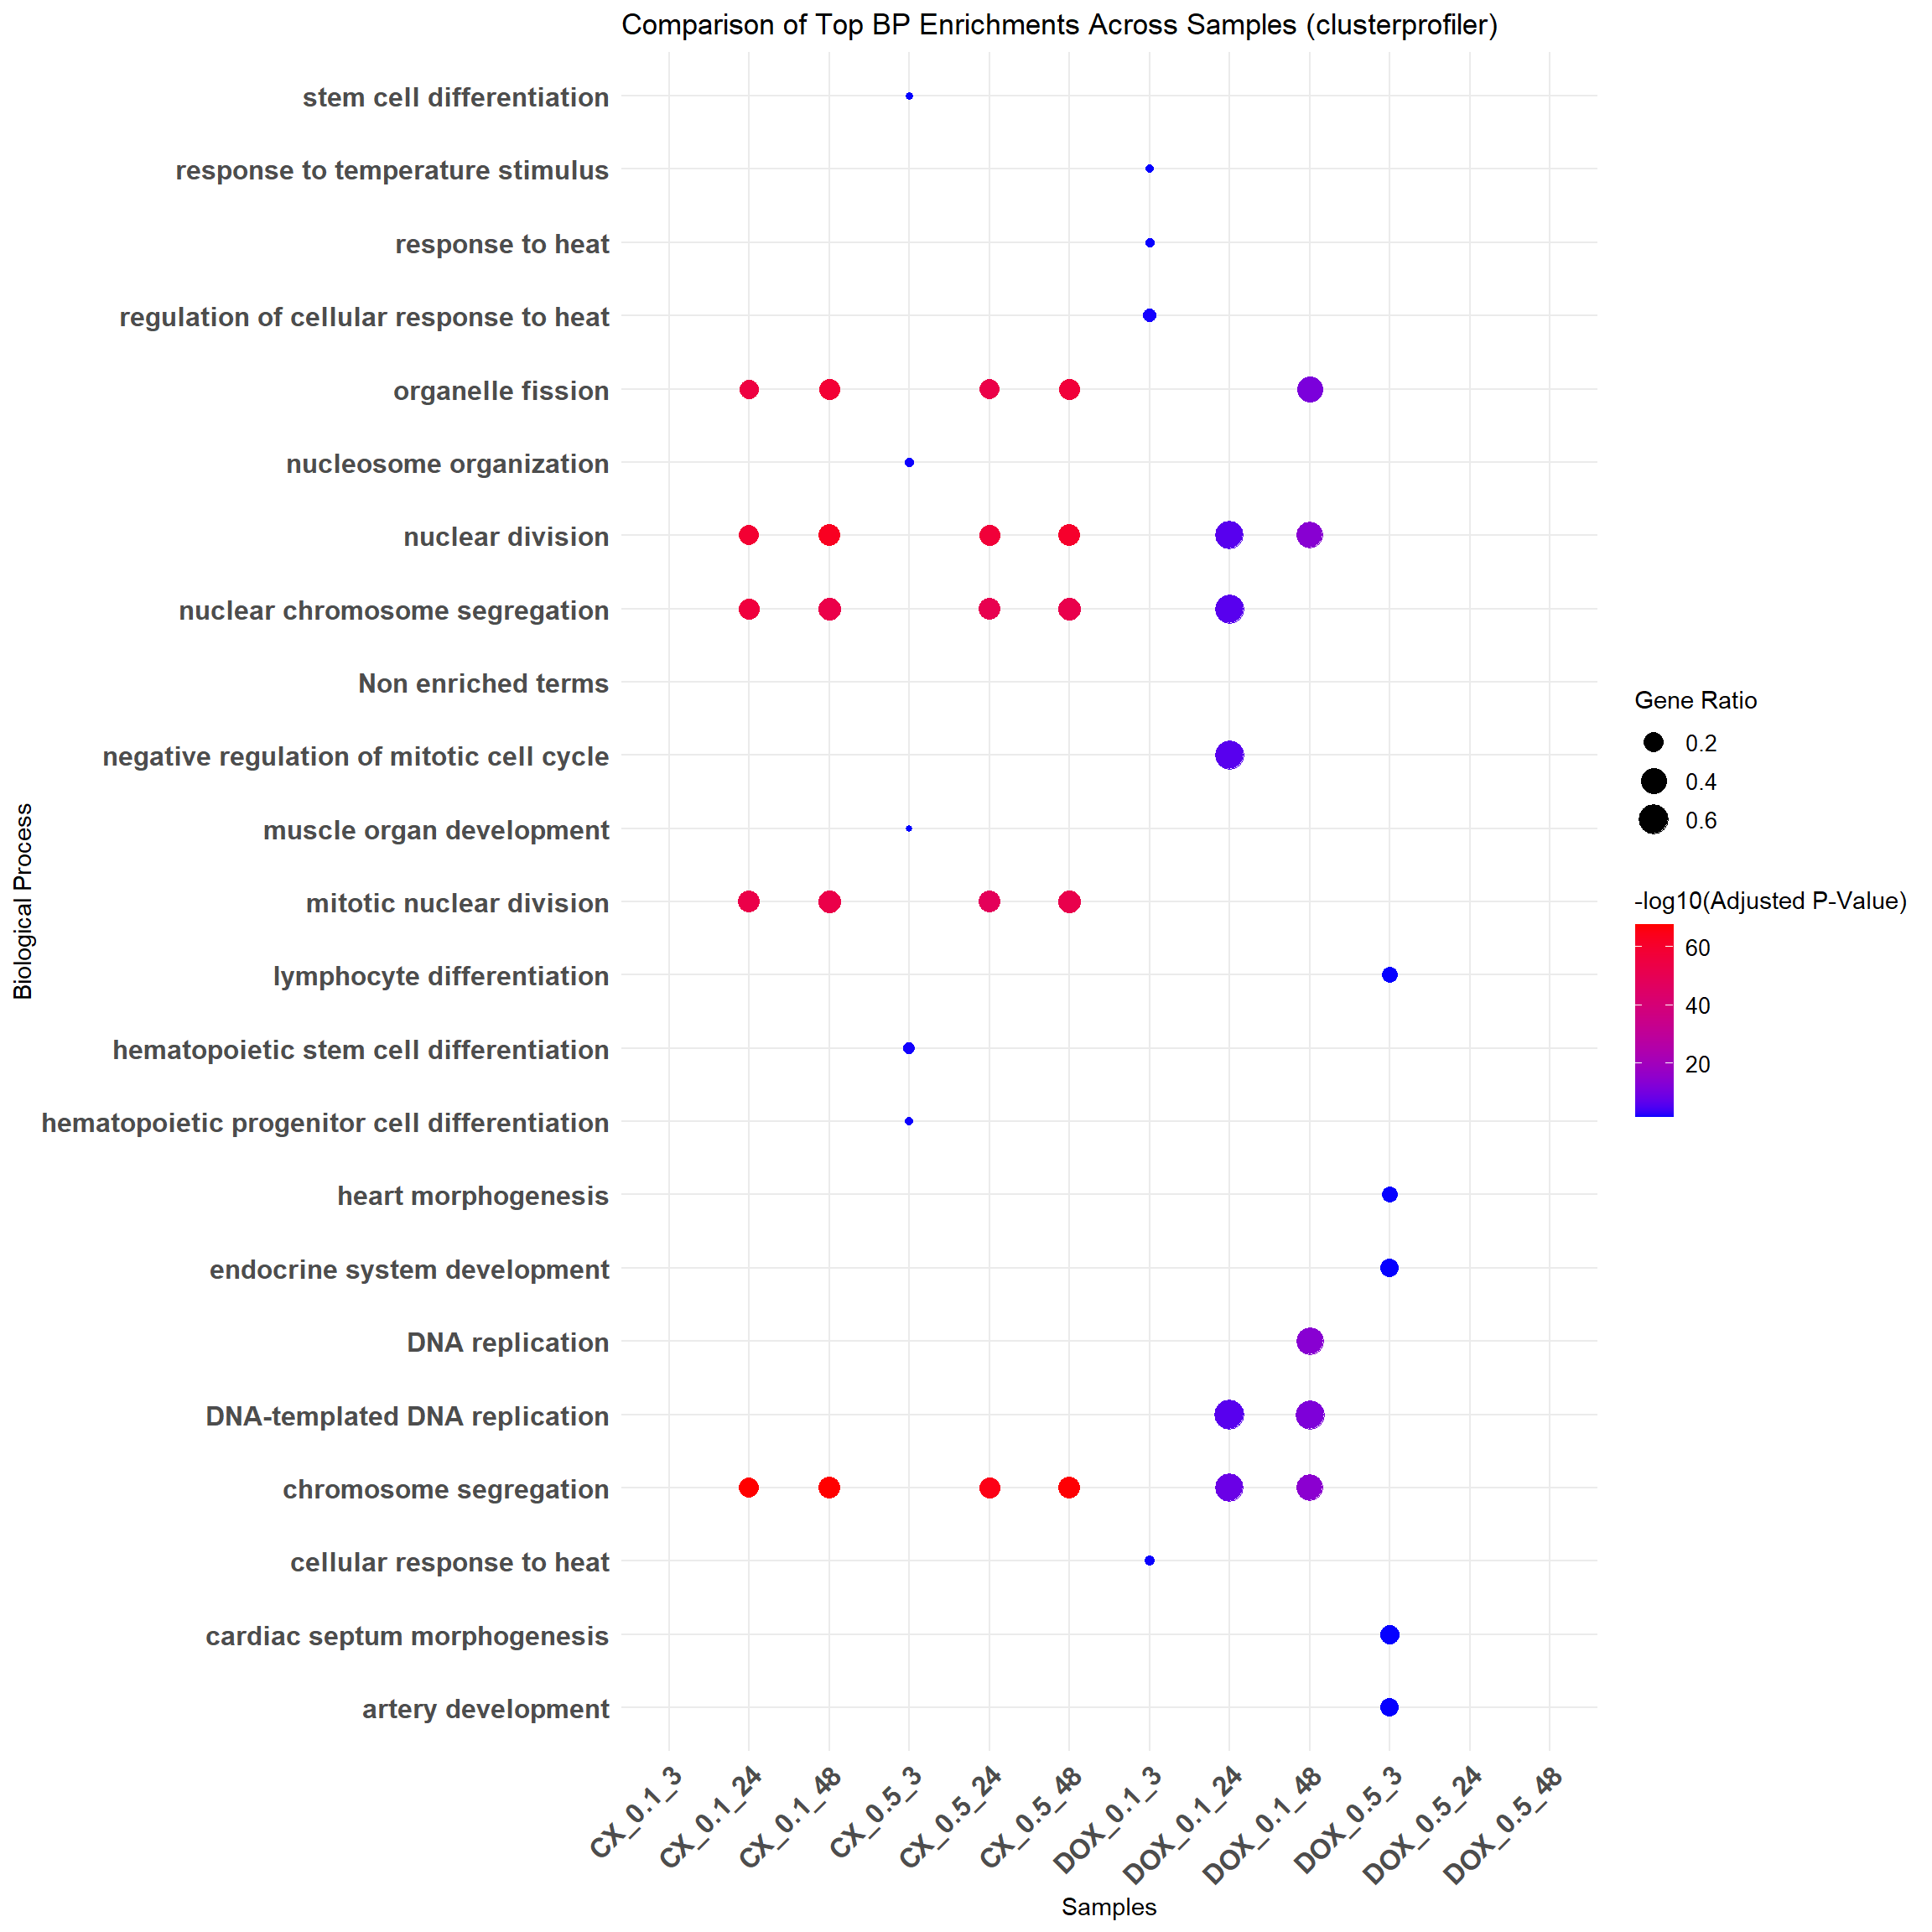 Comparison of Top BP Enrichments Across Samples (clusterprofiler)
Biological Process
stem cell differentiation
response to temperature stimulus
response to heat
regulation of cellular response to heat
organelle fission
nucleosome organization
nuclear division
nuclear chromosome segregation
Non enriched terms
negative regulation of mitotic cell cycle
muscle organ development
mitotic nuclear division
lymphocyte differentiation
hematopoietic stem cell differentiation
hematopoietic progenitor cell differentiation
heart morphogenesis
endocrine system development
DNA replication
DNA-templated DNA replication
chromosome segregation
cellular response to heat
cardiac septum morphogenesis
artery development
CX_0.1_3
CX_0.1_24
CX_0.1_48
CX_0.5_3
CX_0.5_24
CX_0.5_48
DOX_0.1_3
DOX_0.1_24
DOX_0.1_48
DOX_0.5_3
DOX_0.5_24
DOX_0.5_48
Samples
Gene Ratio
0.2
0.4
0.6
-log10(Adjusted P-Value)
60
40
20